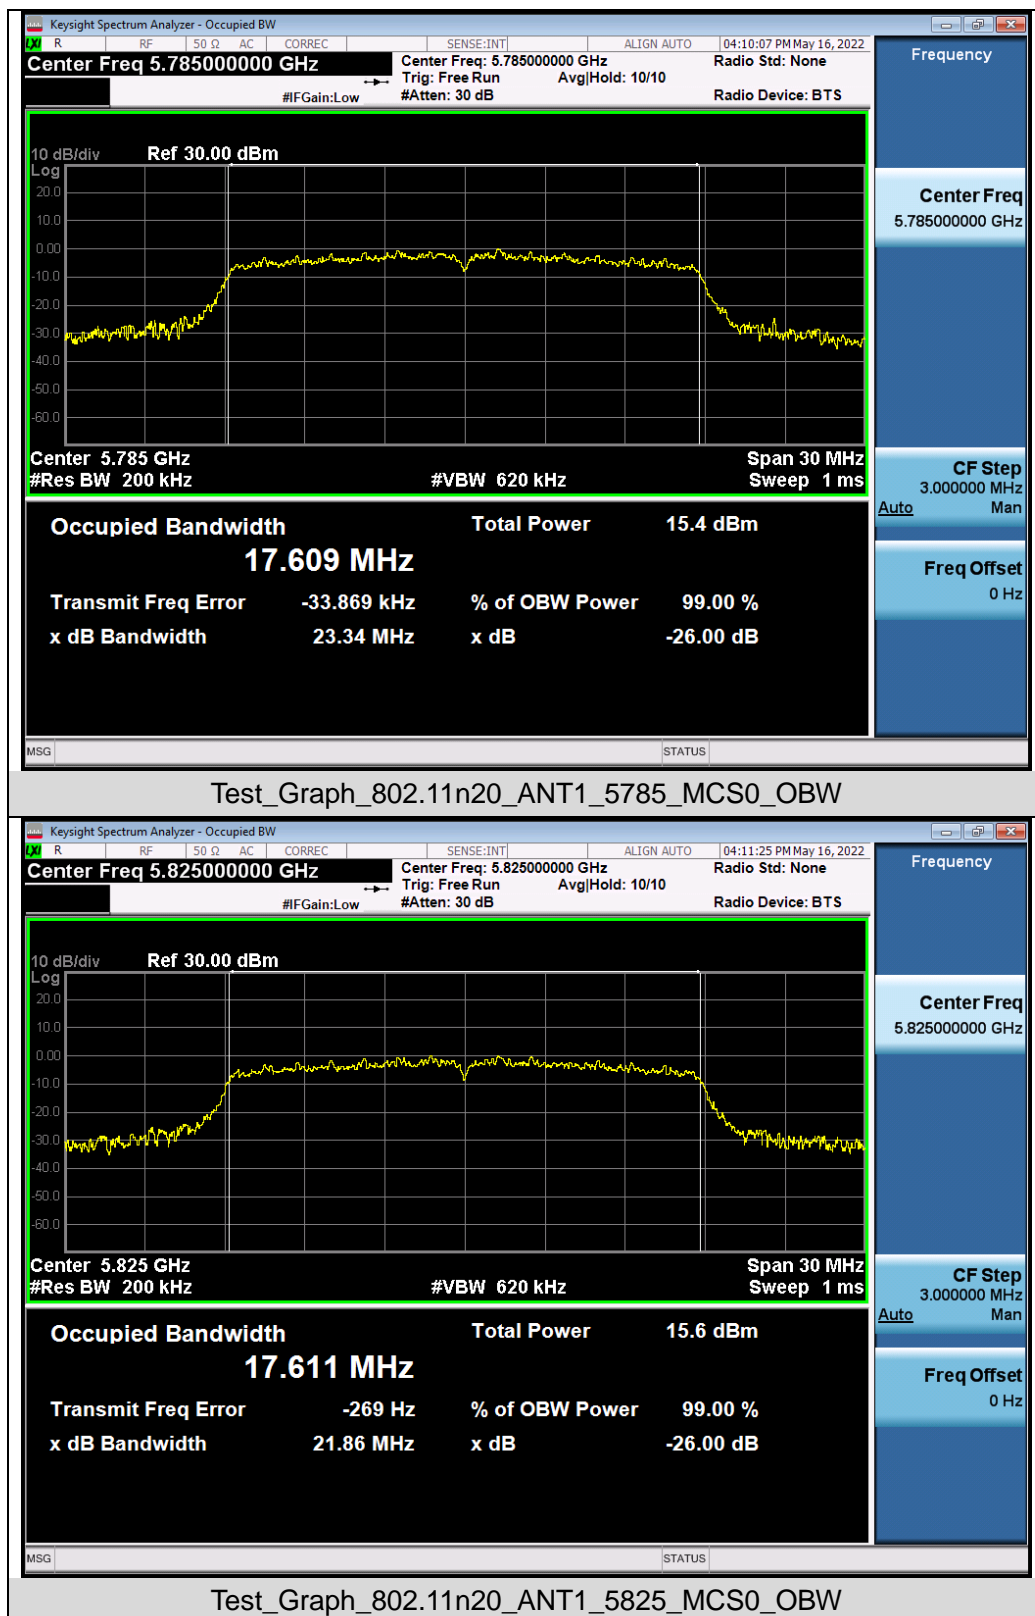 Keysight Spectrum Analyzer - Occupied BW
LXI R RF 50 Ω AC CORREC SENSE:INT ALIGN AUTO 04:10:07 PM May 16, 2022
Center Freq 5.785000000 GHz Center Freq: 5.785000000 GHz Radio Std: None
Trig: Free Run Avg|Hold: 10/10
#IFGain:Low #Atten: 30 dB Radio Device: BTS
Frequency
10 dB/div Ref 30.00 dBm
Log
20.0
10.0
0.00
-10.0
-20.0
-30.0
-40.0
-50.0
-60.0
Center 5.785 GHz Span 30 MHz
#Res BW 200 kHz #VBW 620 kHz Sweep 1 ms
Center Freq
5.785000000 GHz
CF Step
3.000000 MHz
Auto Man
Freq Offset
0 Hz
Occupied Bandwidth Total Power 15.4 dBm
17.609 MHz
Transmit Freq Error -33.869 kHz % of OBW Power 99.00 %
x dB Bandwidth 23.34 MHz x dB -26.00 dB
MSG STATUS
Test_Graph_802.11n20_ANT1_5785_MCS0_OBW
Keysight Spectrum Analyzer - Occupied BW
LXI R RF 50 Ω AC CORREC SENSE:INT ALIGN AUTO 04:11:25 PM May 16, 2022
Center Freq 5.825000000 GHz Center Freq: 5.825000000 GHz Radio Std: None
Trig: Free Run Avg|Hold: 10/10
#IFGain:Low #Atten: 30 dB Radio Device: BTS
Frequency
10 dB/div Ref 30.00 dBm
Log
20.0
10.0
0.00
-10.0
-20.0
-30.0
-40.0
-50.0
-60.0
Center 5.825 GHz Span 30 MHz
#Res BW 200 kHz #VBW 620 kHz Sweep 1 ms
Center Freq
5.825000000 GHz
CF Step
3.000000 MHz
Auto Man
Freq Offset
0 Hz
Occupied Bandwidth Total Power 15.6 dBm
17.611 MHz
Transmit Freq Error -269 Hz % of OBW Power 99.00 %
x dB Bandwidth 21.86 MHz x dB -26.00 dB
MSG STATUS
Test_Graph_802.11n20_ANT1_5825_MCS0_OBW